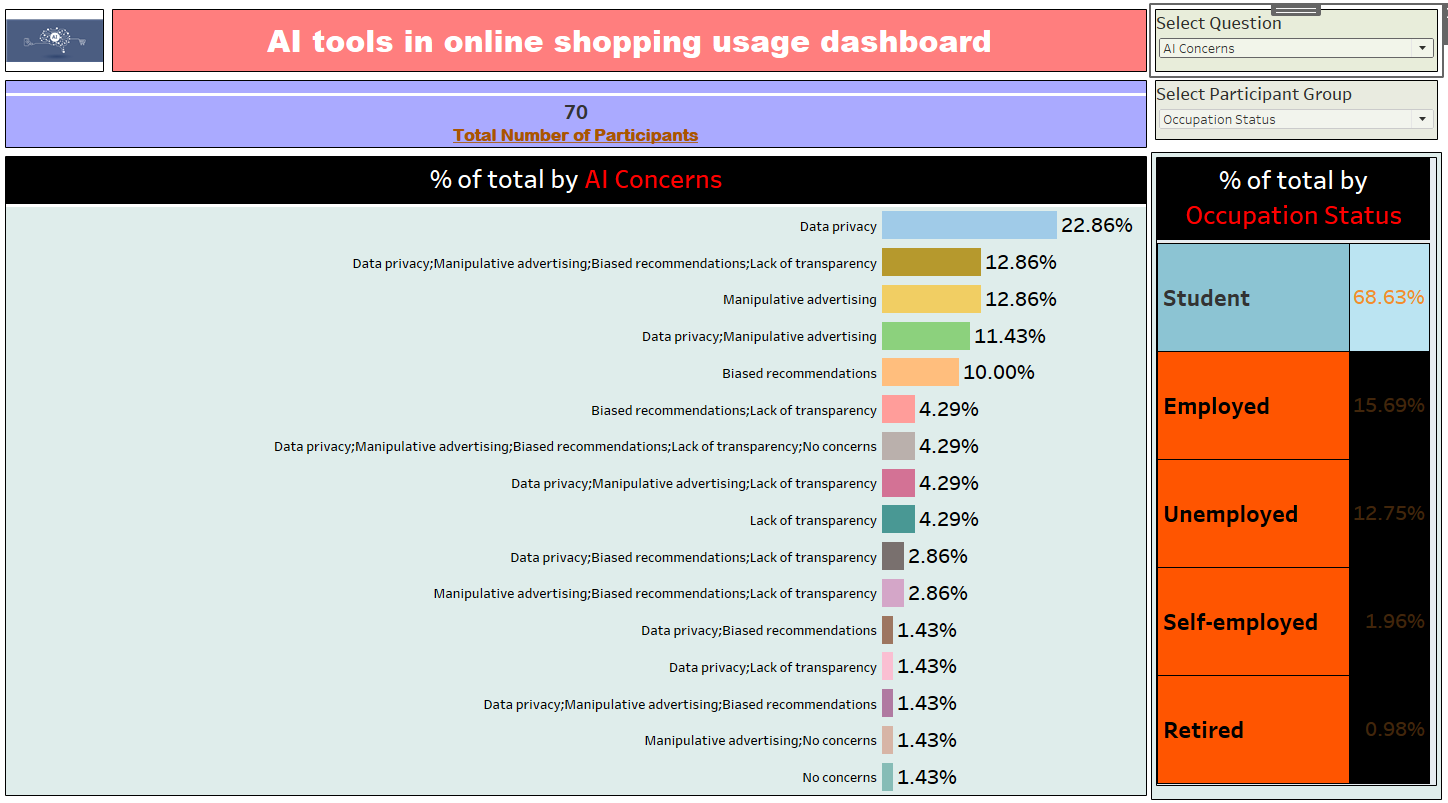 AI
AI tools in online shopping usage dashboard
Select Question
AI Concerns
70
Total Number of Participants
Select Participant Group
Occupation Status
% of total by AI Concerns
Data privacy 22.86%
Data privacy;Manipulative advertising;Biased recommendations;Lack of transparency 12.86%
Manipulative advertising 12.86%
Data privacy;Manipulative advertising 11.43%
Biased recommendations 10.00%
Biased recommendations;Lack of transparency 4.29%
Data privacy;Manipulative advertising;Biased recommendations;Lack of transparency;No concerns 4.29%
Data privacy;Manipulative advertising;Lack of transparency 4.29%
Lack of transparency 4.29%
Data privacy;Biased recommendations;Lack of transparency 2.86%
Manipulative advertising;Biased recommendations;Lack of transparency 2.86%
Data privacy;Biased recommendations 1.43%
Data privacy;Lack of transparency 1.43%
Data privacy;Manipulative advertising;Biased recommendations 1.43%
Manipulative advertising;No concerns 1.43%
No concerns 1.43%
% of total by
Occupation Status
Student 68.63%
Employed 15.69%
Unemployed 12.75%
Self-employed 1.96%
Retired 0.98%